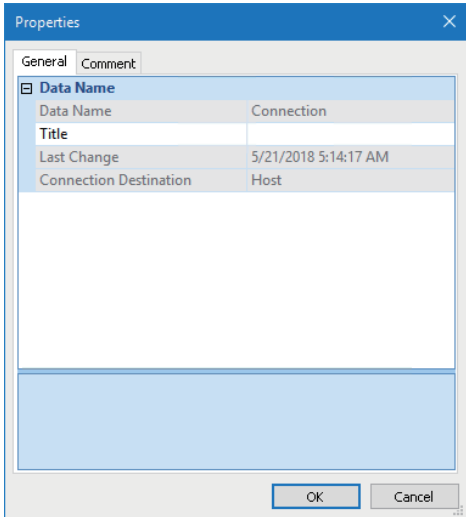 Properties
General Comment
Data Name
Data Name Connection
Title
Last Change 5/21/2018 5:14:17 AM
Connection Destination Host
OK Cancel